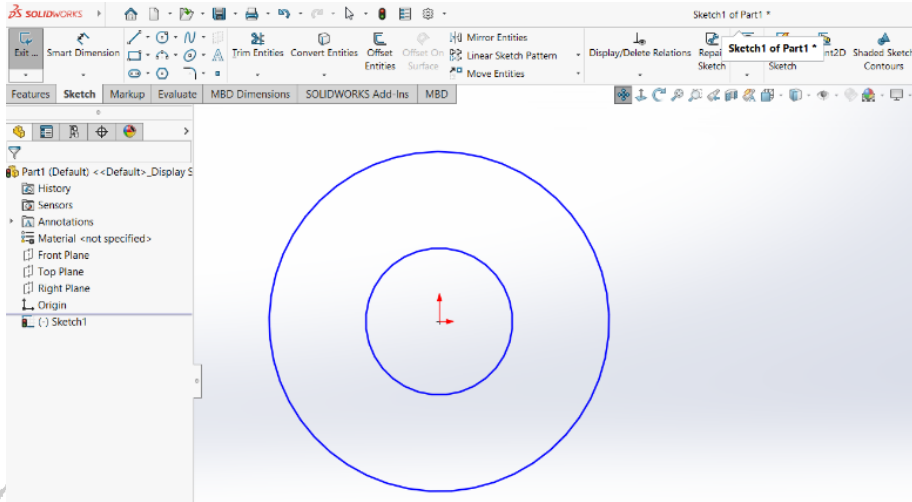 SOLIDWORKS
Sketch1 of Part1 *
Exit ...
Smart Dimension
Trim Entities
Convert Entities
Offset Entities
Offset On Surface
Mirror Entities
Linear Sketch Pattern
Move Entities
Display/Delete Relations
Repai
Sketch
Sketch1 of Part1 *
Sketch
nt2D
Shaded Sketch
Contours
Features Sketch Markup Evaluate MBD Dimensions SOLIDWORKS Add-Ins MBD
Part1 (Default) <<Default>_Display S
History
Sensors
Annotations
Material <not specified>
Front Plane
Top Plane
Right Plane
Origin
(-) Sketch1